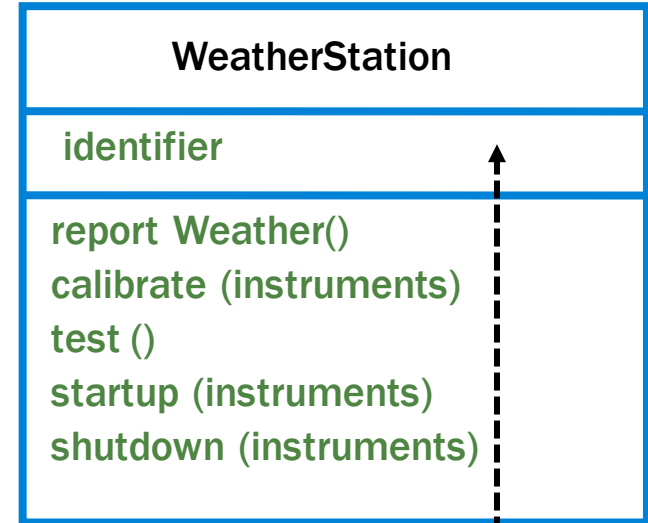 WeatherStation
identifier
report Weather()
calibrate (instruments)
test ()
startup (instruments)
shutdown (instruments)